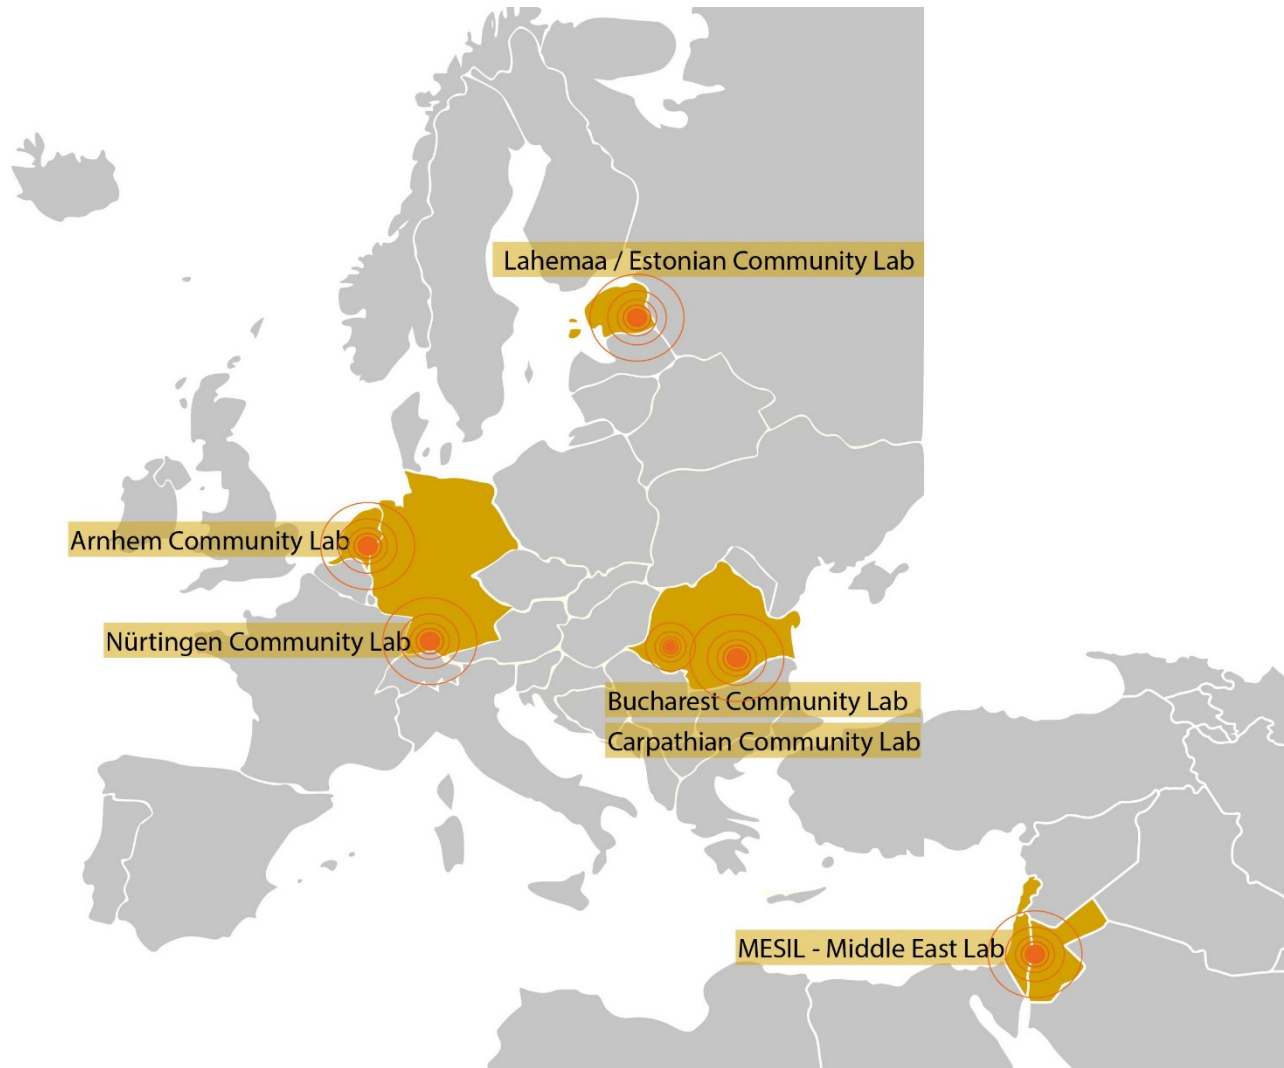 Lahemaa / Estonian Community Lab
Arnhem Community Lab
Nürtingen Community Lab
Bucharest Community Lab
Carpathian Community Lab
MESIL - Middle East Lab